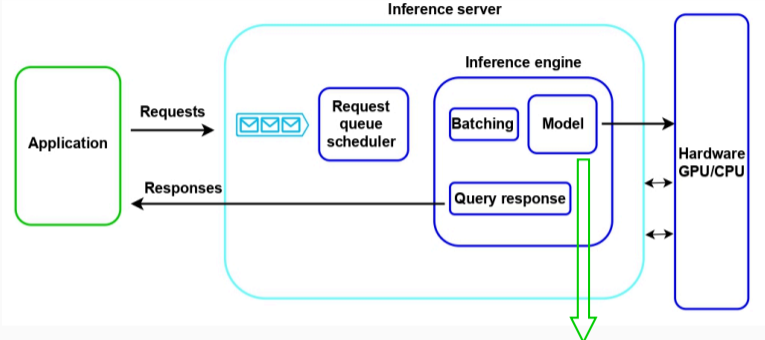 Inference server
Inference engine
Requests
Request
queue
scheduler
Batching
Model
Application
Hardware
GPU/CPU
Responses
Query response